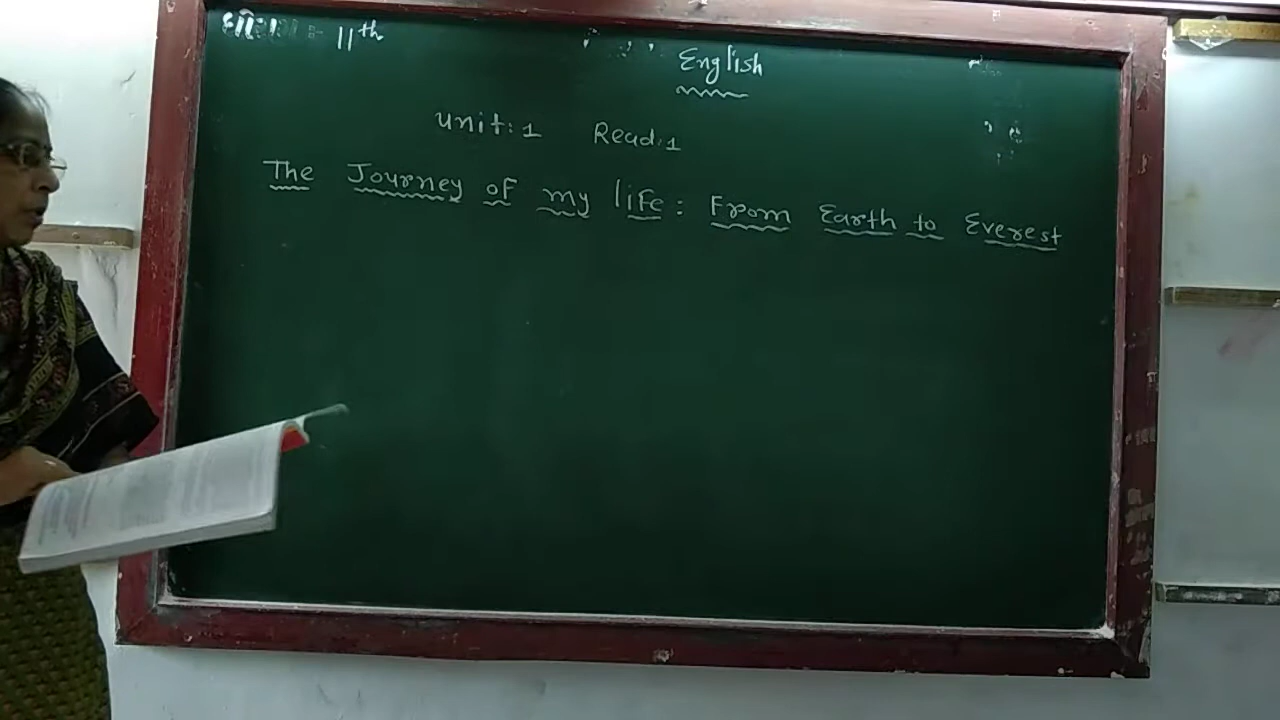 ધો. : 11th
English
Unit:1 Read:1
The Journey of my life: From Earth to Everest